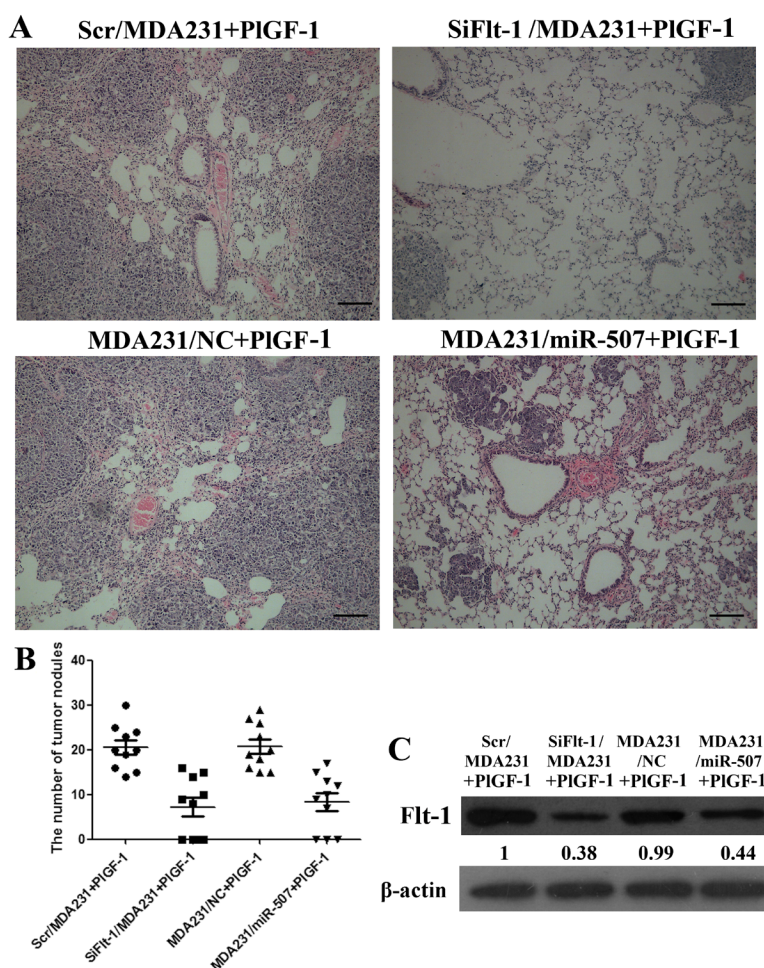 A
Scr/MDA231+PlGF-1
SiFlt-1 /MDA231+PlGF-1
MDA231/NC+PlGF-1
MDA231/miR-507+PlGF-1
B
The number of tumor nodules
40
30
20
10
0
Scr/MDA231+PlGF-1
SiFlt-1/MDA231+PlGF-1
MDA231/NC+PlGF-1
MDA231/miR-507+PlGF-1
C
Scr/
MDA231
+PlGF-1
SiFlt-1/
MDA231
+PlGF-1
MDA231
/NC
+PlGF-1
MDA231
/miR-507
+PlGF-1
Flt-1
1 0.38 0.99 0.44
β-actin